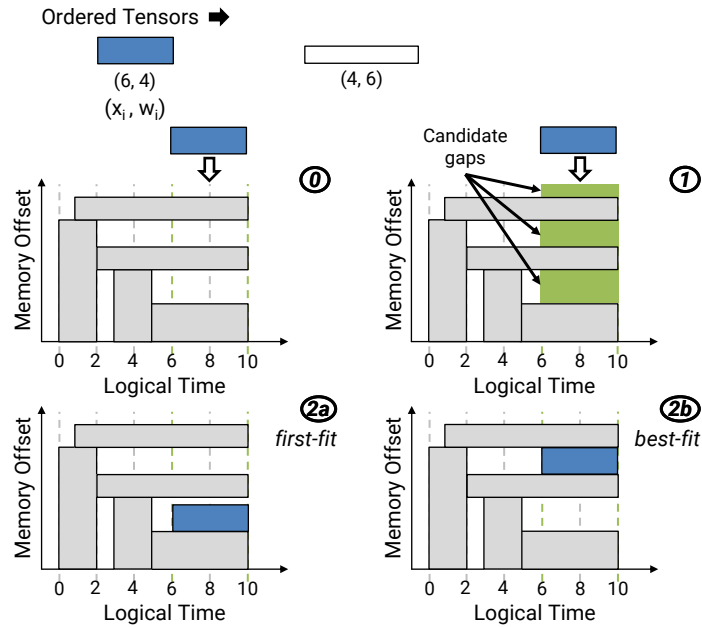 Ordered Tensors ➡
(6, 4)
(4, 6)
(xᵢ , wᵢ)
Candidate
gaps
0
1
Memory Offset
0 2 4 6 8 10
Logical Time
Memory Offset
0 2 4 6 8 10
Logical Time
2a
first-fit
2b
best-fit
Memory Offset
0 2 4 6 8 10
Logical Time
Memory Offset
0 2 4 6 8 10
Logical Time